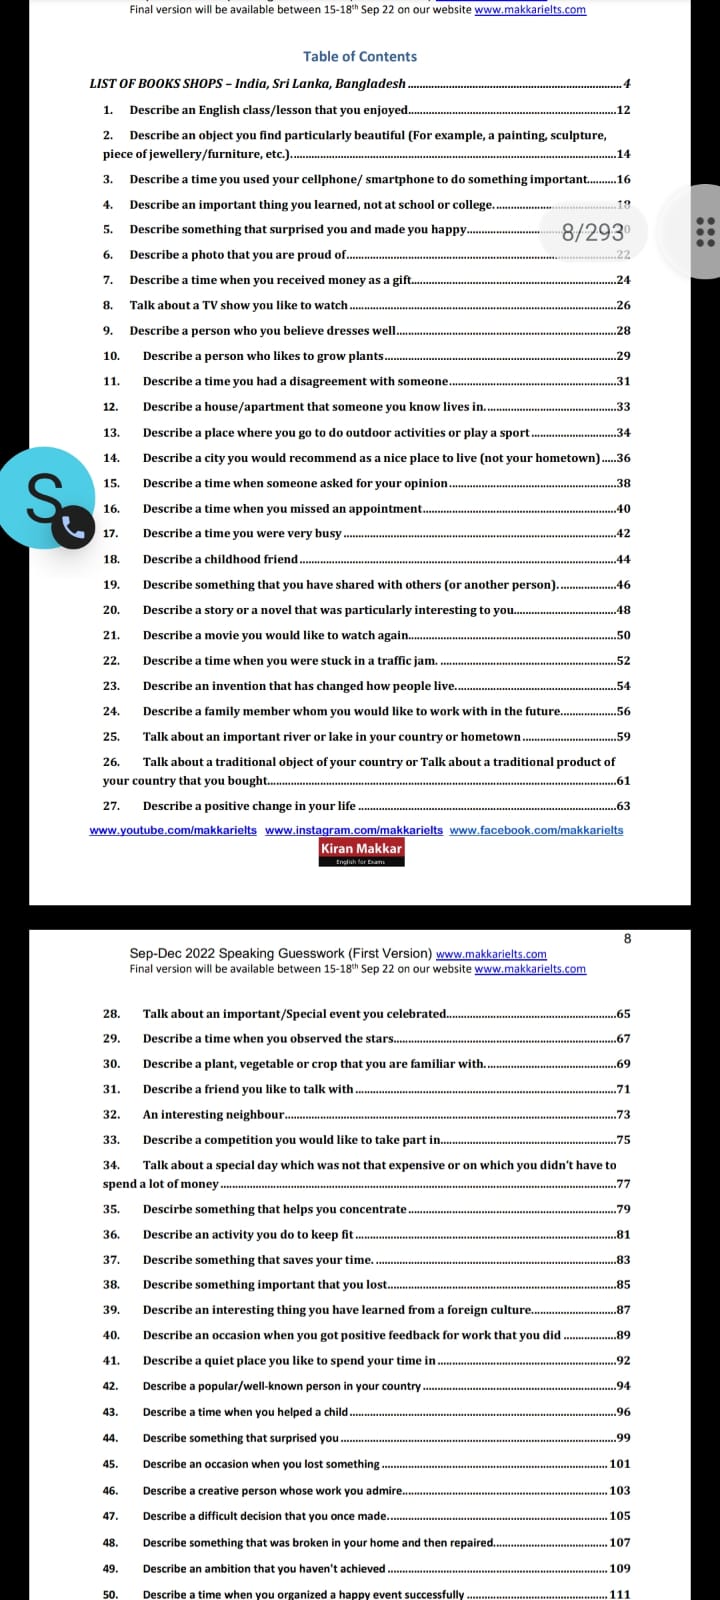 Final version will be available between 15-18th Sep 22 on our website www.makkarielts.com
Table of Contents
LIST OF BOOKS SHOPS – India, Sri Lanka, Bangladesh ........ 4
1. Describe an English class/lesson that you enjoyed........ 12
2. Describe an object you find particularly beautiful (For example, a painting, sculpture,
piece of jewellery/furniture, etc.)........ 14
3. Describe a time you used your cellphone/ smartphone to do something important........ 16
4. Describe an important thing you learned, not at school or college. ........ 18
5. Describe something that surprised you and made you happy........
8/293
6. Describe a photo that you are proud of........ 22
7. Describe a time when you received money as a gift........ 24
8. Talk about a TV show you like to watch ........ 26
9. Describe a person who you believe dresses well........ 28
10. Describe a person who likes to grow plants........ 29
11. Describe a time you had a disagreement with someone ........ 31
12. Describe a house/apartment that someone you know lives in........ 33
13. Describe a place where you go to do outdoor activities or play a sport ........ 34
14. Describe a city you would recommend as a nice place to live (not your hometown) ..... 36
S
15. Describe a time when someone asked for your opinion ........ 38
16. Describe a time when you missed an appointment........ 40
17. Describe a time you were very busy ........ 42
18. Describe a childhood friend ........ 44
19. Describe something that you have shared with others (or another person). ........ 46
20. Describe a story or a novel that was particularly interesting to you........ 48
21. Describe a movie you would like to watch again........ 50
22. Describe a time when you were stuck in a traffic jam. ........ 52
23. Describe an invention that has changed how people live........ 54
24. Describe a family member whom you would like to work with in the future........ 56
25. Talk about an important river or lake in your country or hometown ........ 59
26. Talk about a traditional object of your country or Talk about a traditional product of
your country that you bought........ 61
27. Describe a positive change in your life ........ 63
www.youtube.com/makkarielts www.instagram.com/makkarielts www.facebook.com/makkarielts
Kiran Makkar
English for Exams
8
Sep-Dec 2022 Speaking Guesswork (First Version) www.makkarielts.com
Final version will be available between 15-18th Sep 22 on our website www.makkarielts.com
28. Talk about an important/Special event you celebrated........ 65
29. Describe a time when you observed the stars........ 67
30. Describe a plant, vegetable or crop that you are familiar with. ........ 69
31. Describe a friend you like to talk with ........ 71
32. An interesting neighbour........ 73
33. Describe a competition you would like to take part in........ 75
34. Talk about a special day which was not that expensive or on which you didn't have to
spend a lot of money ........ 77
35. Descirbe something that helps you concentrate ........ 79
36. Describe an activity you do to keep fit ........ 81
37. Describe something that saves your time. ........ 83
38. Describe something important that you lost........ 85
39. Describe an interesting thing you have learned from a foreign culture........ 87
40. Describe an occasion when you got positive feedback for work that you did ........ 89
41. Describe a quiet place you like to spend your time in ........ 92
42. Describe a popular/well-known person in your country ........ 94
43. Describe a time when you helped a child ........ 96
44. Describe something that surprised you ........ 99
45. Describe an occasion when you lost something ........ 101
46. Describe a creative person whose work you admire........ 103
47. Describe a difficult decision that you once made........ 105
48. Describe something that was broken in your home and then repaired........ 107
49. Describe an ambition that you haven't achieved ........ 109
50. Describe a time when you organized a happy event successfully ........ 111